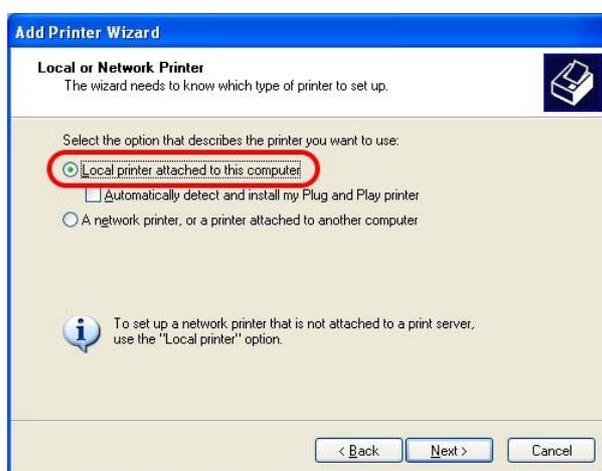 Add Printer Wizard
Local or Network Printer
The wizard needs to know which type of printer to set up.
Select the option that describes the printer you want to use:
Local printer attached to this computer
Automatically detect and install my Plug and Play printer
A network printer, or a printer attached to another computer
To set up a network printer that is not attached to a print server,
use the "Local printer" option.
< Back Next > Cancel